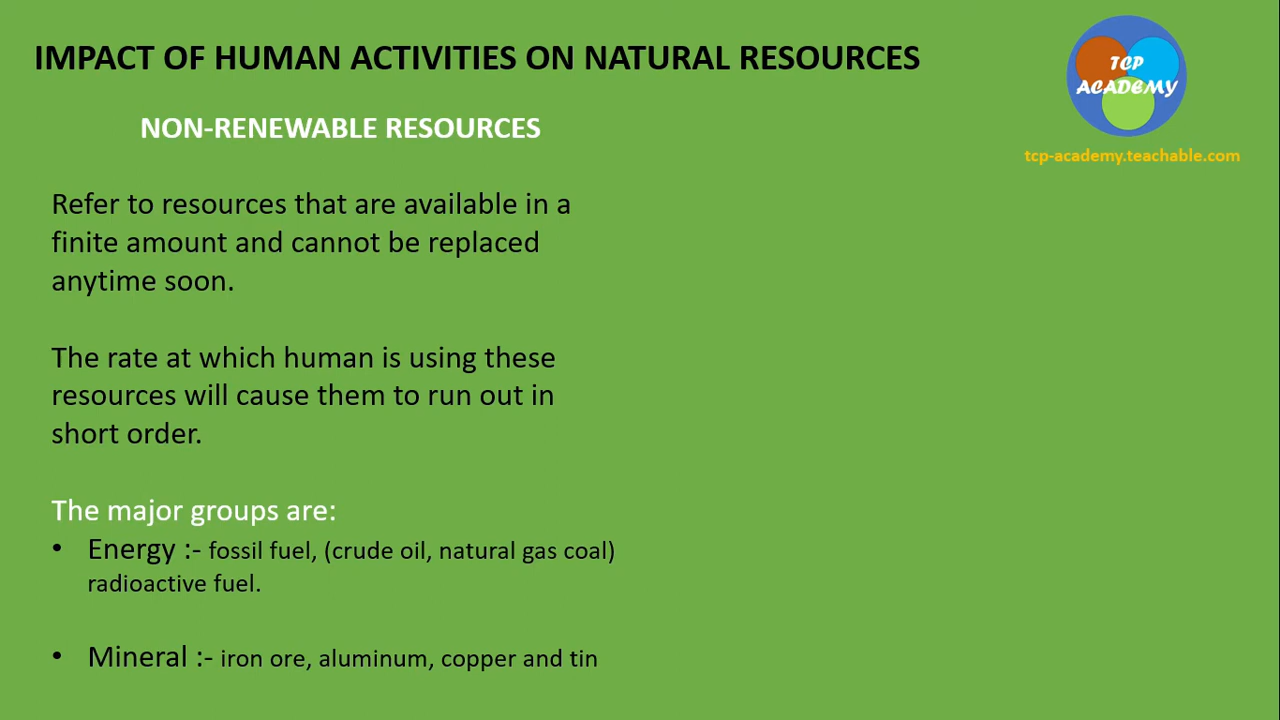 IMPACT OF HUMAN ACTIVITIES ON NATURAL RESOURCES
TCP
ACADEMY
tcp-academy.teachable.com
NON-RENEWABLE RESOURCES
Refer to resources that are available in a
finite amount and cannot be replaced
anytime soon.
The rate at which human is using these
resources will cause them to run out in
short order.
The major groups are:
• Energy :- fossil fuel, (crude oil, natural gas coal)
radioactive fuel.
• Mineral :- iron ore, aluminum, copper and tin